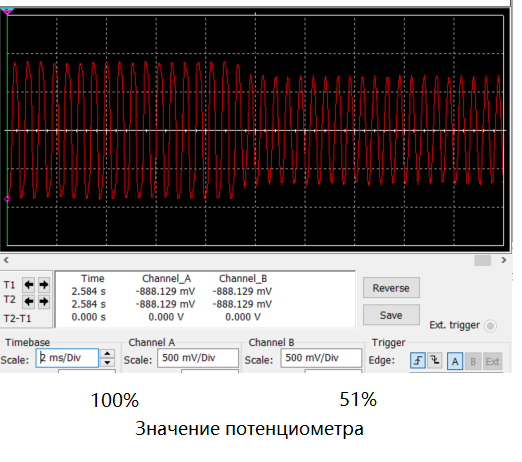 T1
T2
T2-T1
Time Channel_A Channel_B
2.584 s -888.129 mV -888.129 mV
2.584 s -888.129 mV -888.129 mV
0.000 s 0.000 V 0.000 V
Reverse
Save
Ext. trigger
Timebase Channel A Channel B Trigger
Scale: 2 ms/Div Scale: 500 mV/Div Scale: 500 mV/Div Edge: A B Ext
100% 51%
Значение потенциометра